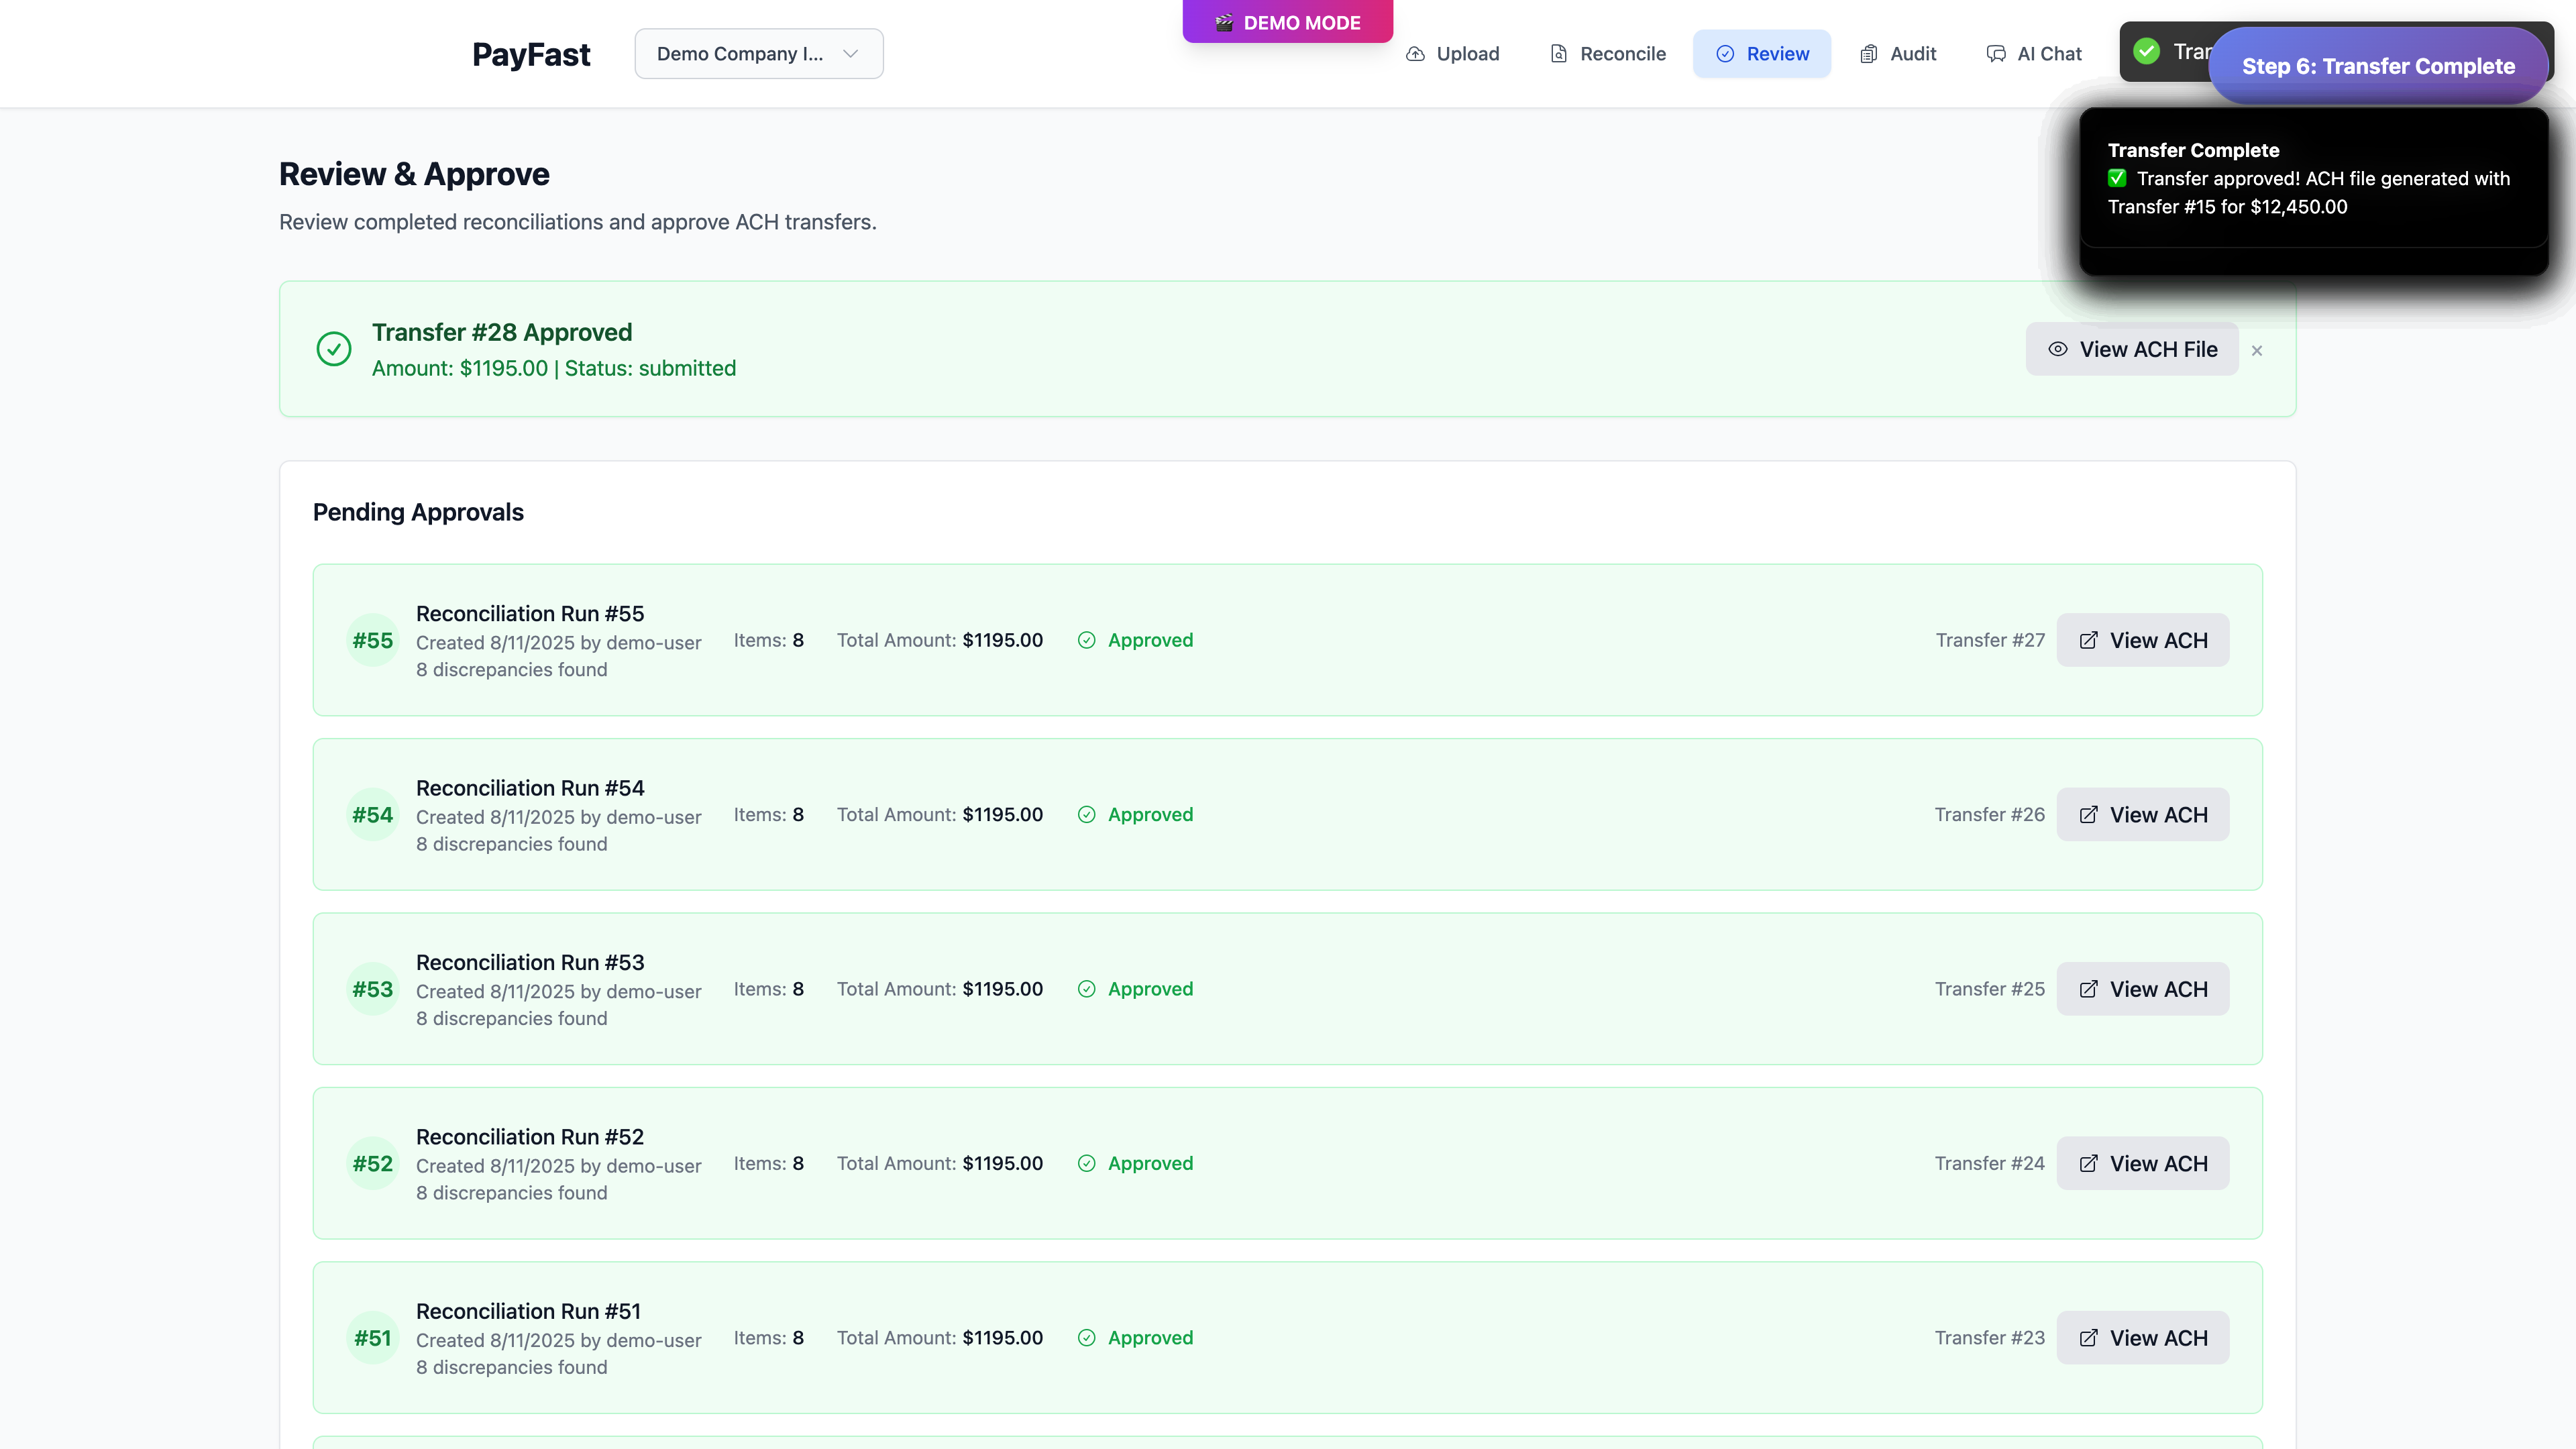 🎬 DEMO MODE
PayFast
Demo Company I...
Upload
Reconcile
Review
Audit
AI Chat
Step 6: Transfer Complete
Transfer Complete
✅ Transfer approved! ACH file generated with
Transfer #15 for $12,450.00
Review & Approve
Review completed reconciliations and approve ACH transfers.
Transfer #28 Approved
Amount: $1195.00 | Status: submitted
View ACH File
×
Pending Approvals
#55
Reconciliation Run #55
Created 8/11/2025 by demo-user
8 discrepancies found
Items: 8
Total Amount: $1195.00
Approved
Transfer #27
View ACH
#54
Reconciliation Run #54
Created 8/11/2025 by demo-user
8 discrepancies found
Items: 8
Total Amount: $1195.00
Approved
Transfer #26
View ACH
#53
Reconciliation Run #53
Created 8/11/2025 by demo-user
8 discrepancies found
Items: 8
Total Amount: $1195.00
Approved
Transfer #25
View ACH
#52
Reconciliation Run #52
Created 8/11/2025 by demo-user
8 discrepancies found
Items: 8
Total Amount: $1195.00
Approved
Transfer #24
View ACH
#51
Reconciliation Run #51
Created 8/11/2025 by demo-user
8 discrepancies found
Items: 8
Total Amount: $1195.00
Approved
Transfer #23
View ACH